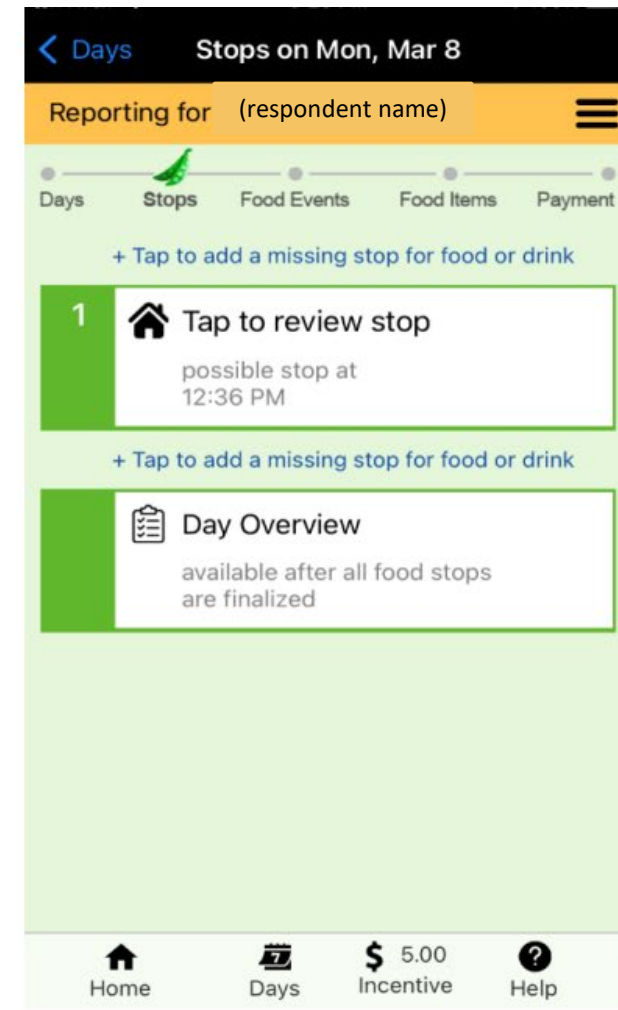 Days
Stops on Mon, Mar 8
Reporting for (respondent name)
Days Stops Food Events Food Items Payment
+ Tap to add a missing stop for food or drink
1
Tap to review stop
possible stop at
12:36 PM
+ Tap to add a missing stop for food or drink
Day Overview
available after all food stops
are finalized
7
$ 5.00
?
Home Days Incentive Help